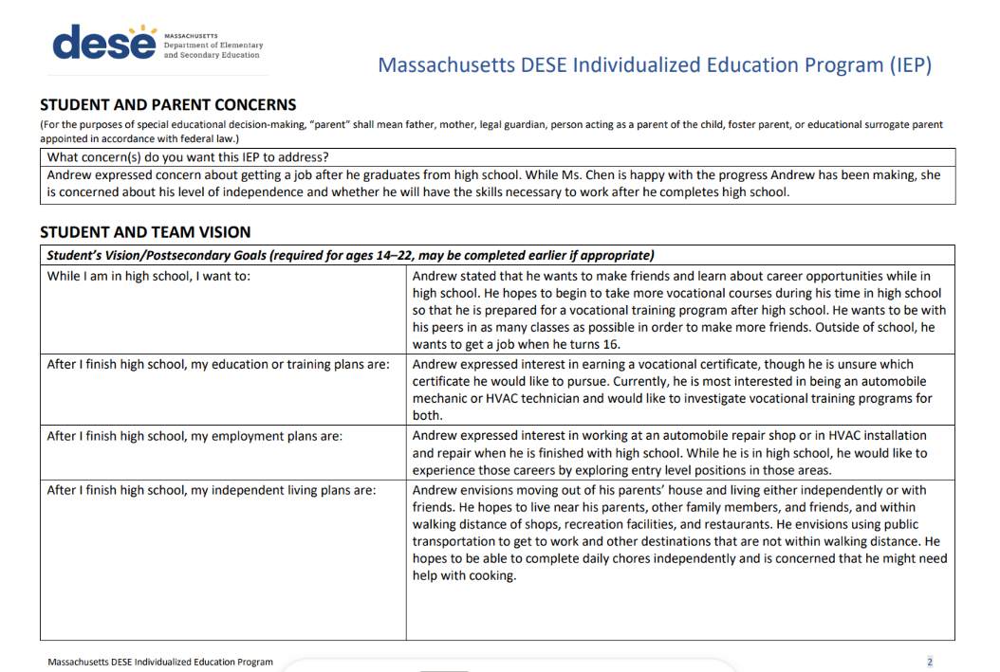 dese
MASSACHUSETTS
Department of Elementary
and Secondary Education
Massachusetts DESE Individualized Education Program (IEP)
STUDENT AND PARENT CONCERNS
(For the purposes of special educational decision-making, “parent” shall mean father, mother, legal guardian, person acting as a parent of the child, foster parent, or educational surrogate parent
appointed in accordance with federal law.)
What concern(s) do you want this IEP to address?
Andrew expressed concern about getting a job after he graduates from high school. While Ms. Chen is happy with the progress Andrew has been making, she
is concerned about his level of independence and whether he will have the skills necessary to work after he completes high school.
STUDENT AND TEAM VISION
Student’s Vision/Postsecondary Goals (required for ages 14–22, may be completed earlier if appropriate)
While I am in high school, I want to:
Andrew stated that he wants to make friends and learn about career opportunities while in
high school. He hopes to begin to take more vocational courses during his time in high school
so that he is prepared for a vocational training program after high school. He wants to be with
his peers in as many classes as possible in order to make more friends. Outside of school, he
wants to get a job when he turns 16.
After I finish high school, my education or training plans are:
Andrew expressed interest in earning a vocational certificate, though he is unsure which
certificate he would like to pursue. Currently, he is most interested in being an automobile
mechanic or HVAC technician and would like to investigate vocational training programs for
both.
After I finish high school, my employment plans are:
Andrew expressed interest in working at an automobile repair shop or in HVAC installation
and repair when he is finished with high school. While he is in high school, he would like to
experience those careers by exploring entry level positions in those areas.
After I finish high school, my independent living plans are:
Andrew envisions moving out of his parents’ house and living either independently or with
friends. He hopes to live near his parents, other family members, and friends, and within
walking distance of shops, recreation facilities, and restaurants. He envisions using public
transportation to get to work and other destinations that are not within walking distance. He
hopes to be able to complete daily chores independently and is concerned that he might need
help with cooking.
Massachusetts DESE Individualized Education Program
2